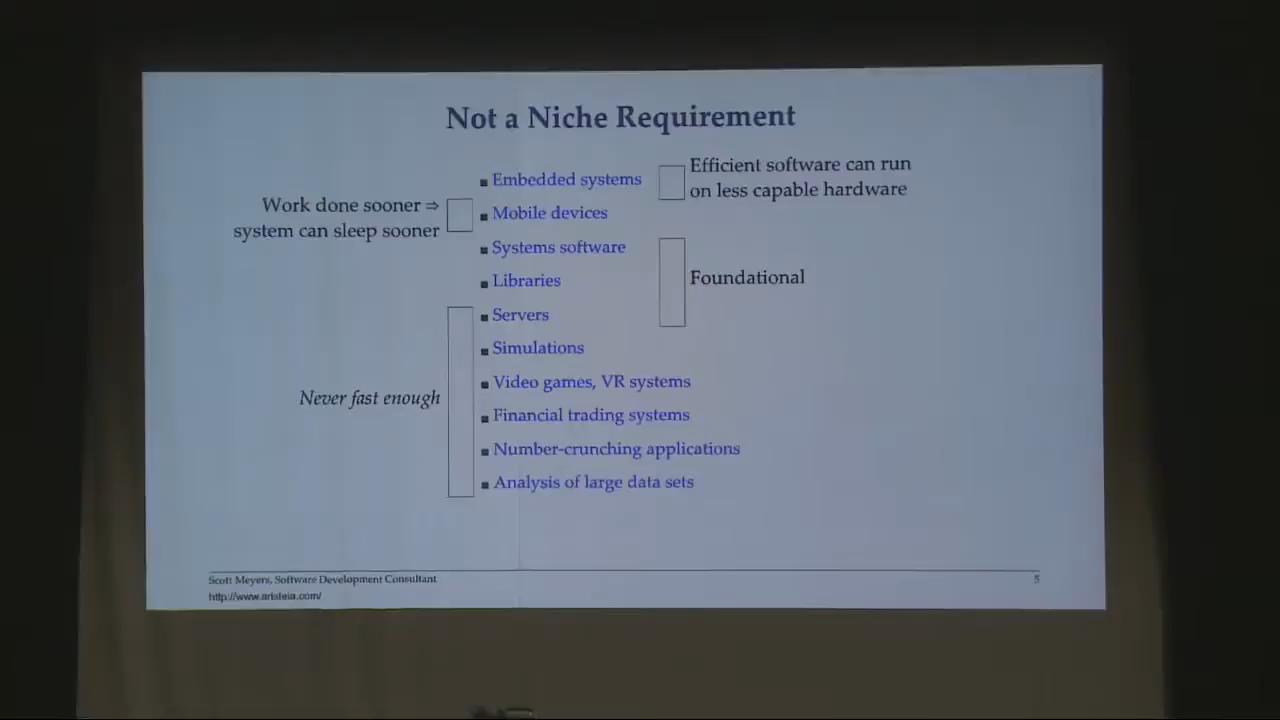 Not a Niche Requirement
Embedded systems
Efficient software can run
on less capable hardware
Work done sooner ⇒
system can sleep sooner
Mobile devices
Systems software
Libraries
Foundational
Servers
Simulations
Video games, VR systems
Never fast enough
Financial trading systems
Number-crunching applications
Analysis of large data sets
Scott Meyers, Software Development Consultant
http://www.aristeia.com/
5